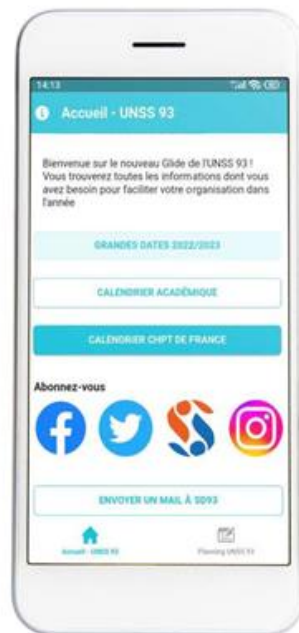 14:13
Accueil - UNSS 93
Bienvenue sur le nouveau Glide de l'UNSS 93 !
Vous trouverez toutes les informations dont vous
avez besoin pour faciliter votre organisation dans
l'année
GRANDES DATES 2022/2023
CALENDRIER ACADÉMIQUE
CALENDRIER CHPT DE FRANCE
Abonnez-vous
ENVOYER UN MAIL À SD93
Accueil - UNSS 93
Planning UNSS 93